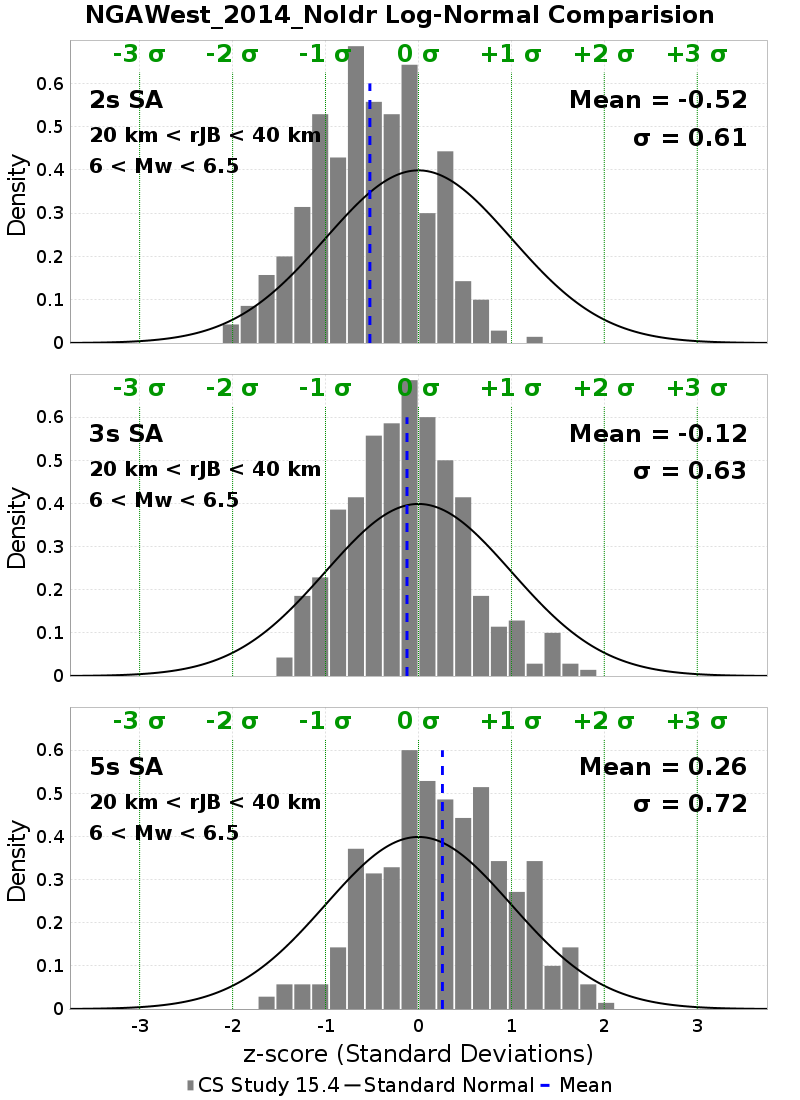 NGAWest_2014_NoIdr Log-Normal Comparision
-3 σ -2 σ -1 σ 0 σ +1 σ +2 σ +3 σ
2s SA Mean = -0.52
20 km < rJB < 40 km σ = 0.61
6 < Mw < 6.5
Density
0.6
0.5
0.4
0.3
0.2
0.1
0
-3 σ -2 σ -1 σ 0 σ +1 σ +2 σ +3 σ
3s SA Mean = -0.12
20 km < rJB < 40 km σ = 0.63
6 < Mw < 6.5
Density
0.6
0.5
0.4
0.3
0.2
0.1
0
-3 σ -2 σ -1 σ 0 σ +1 σ +2 σ +3 σ
5s SA Mean = 0.26
20 km < rJB < 40 km σ = 0.72
6 < Mw < 6.5
Density
0.6
0.5
0.4
0.3
0.2
0.1
0
-3 -2 -1 0 1 2 3
z-score (Standard Deviations)
CS Study 15.4 Standard Normal Mean